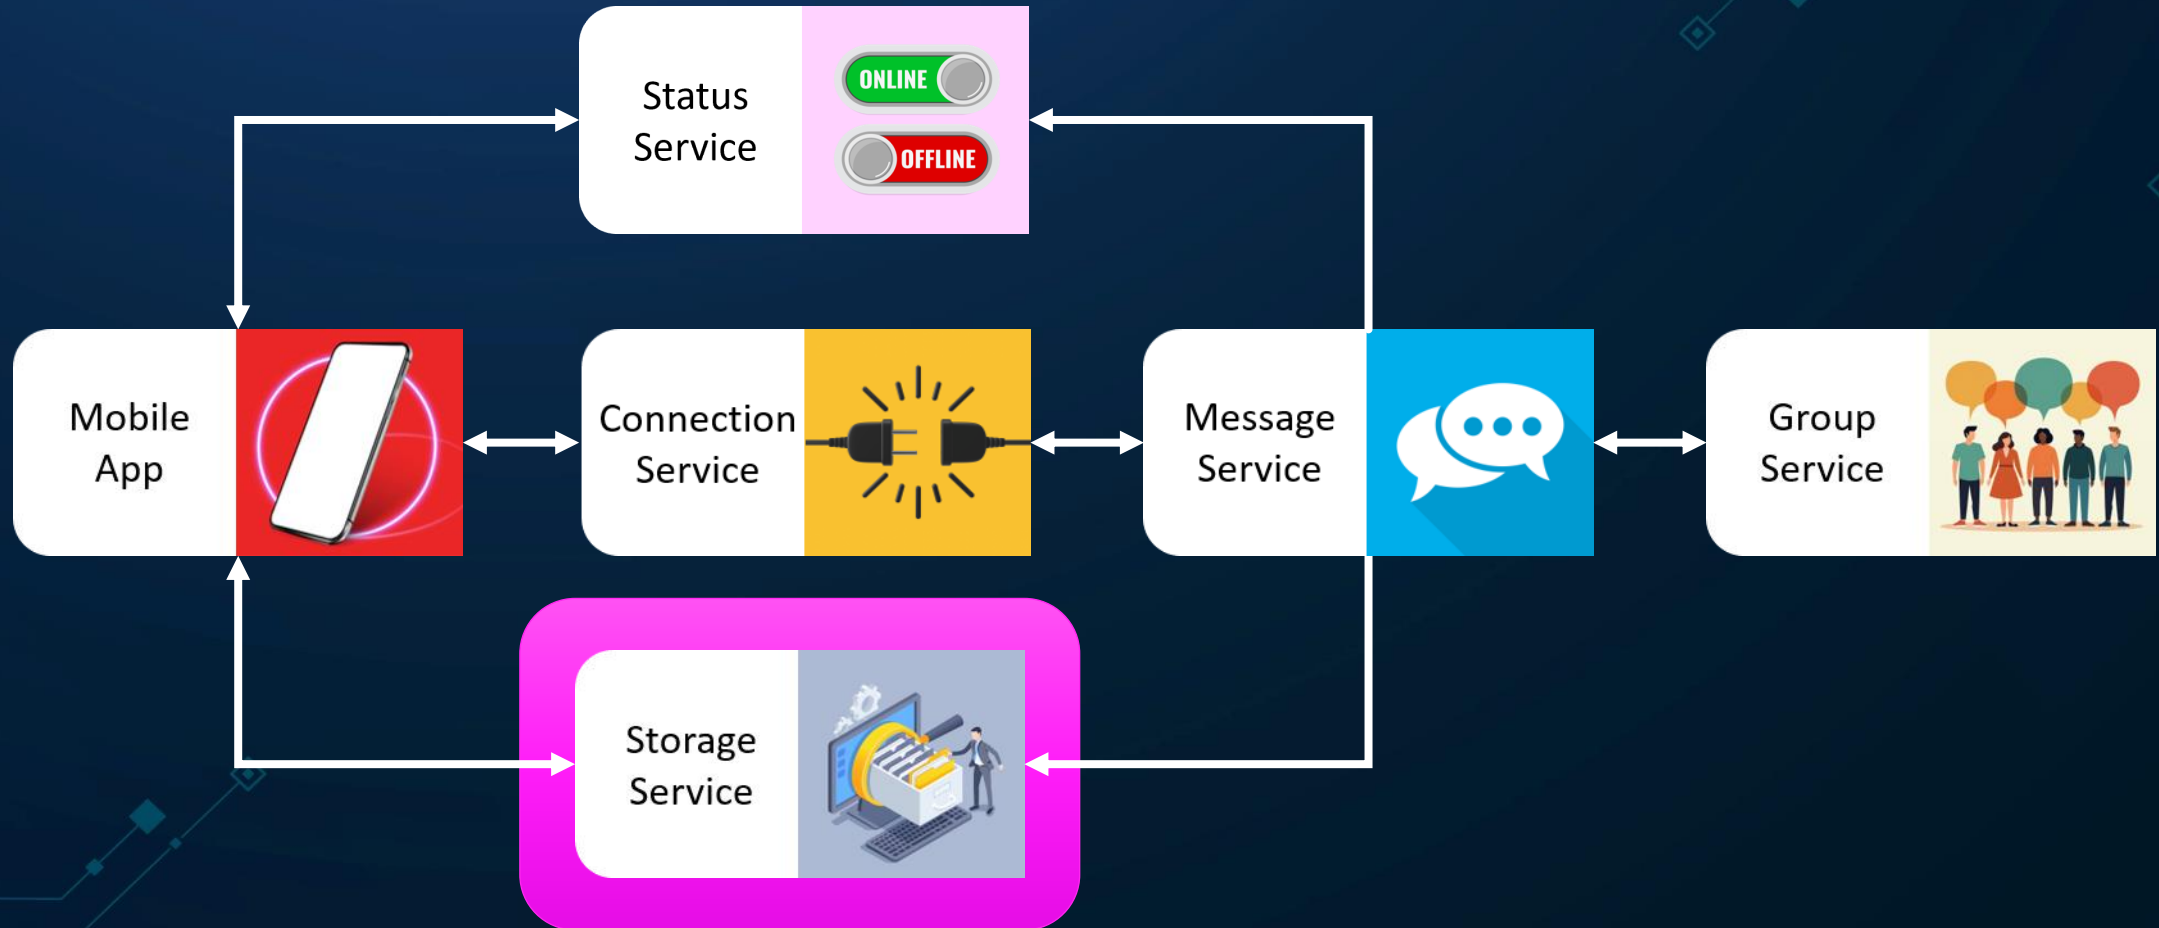 Status
Service
ONLINE
OFFLINE
Mobile
App
Connection
Service
Message
Service
Group
Service
Storage
Service